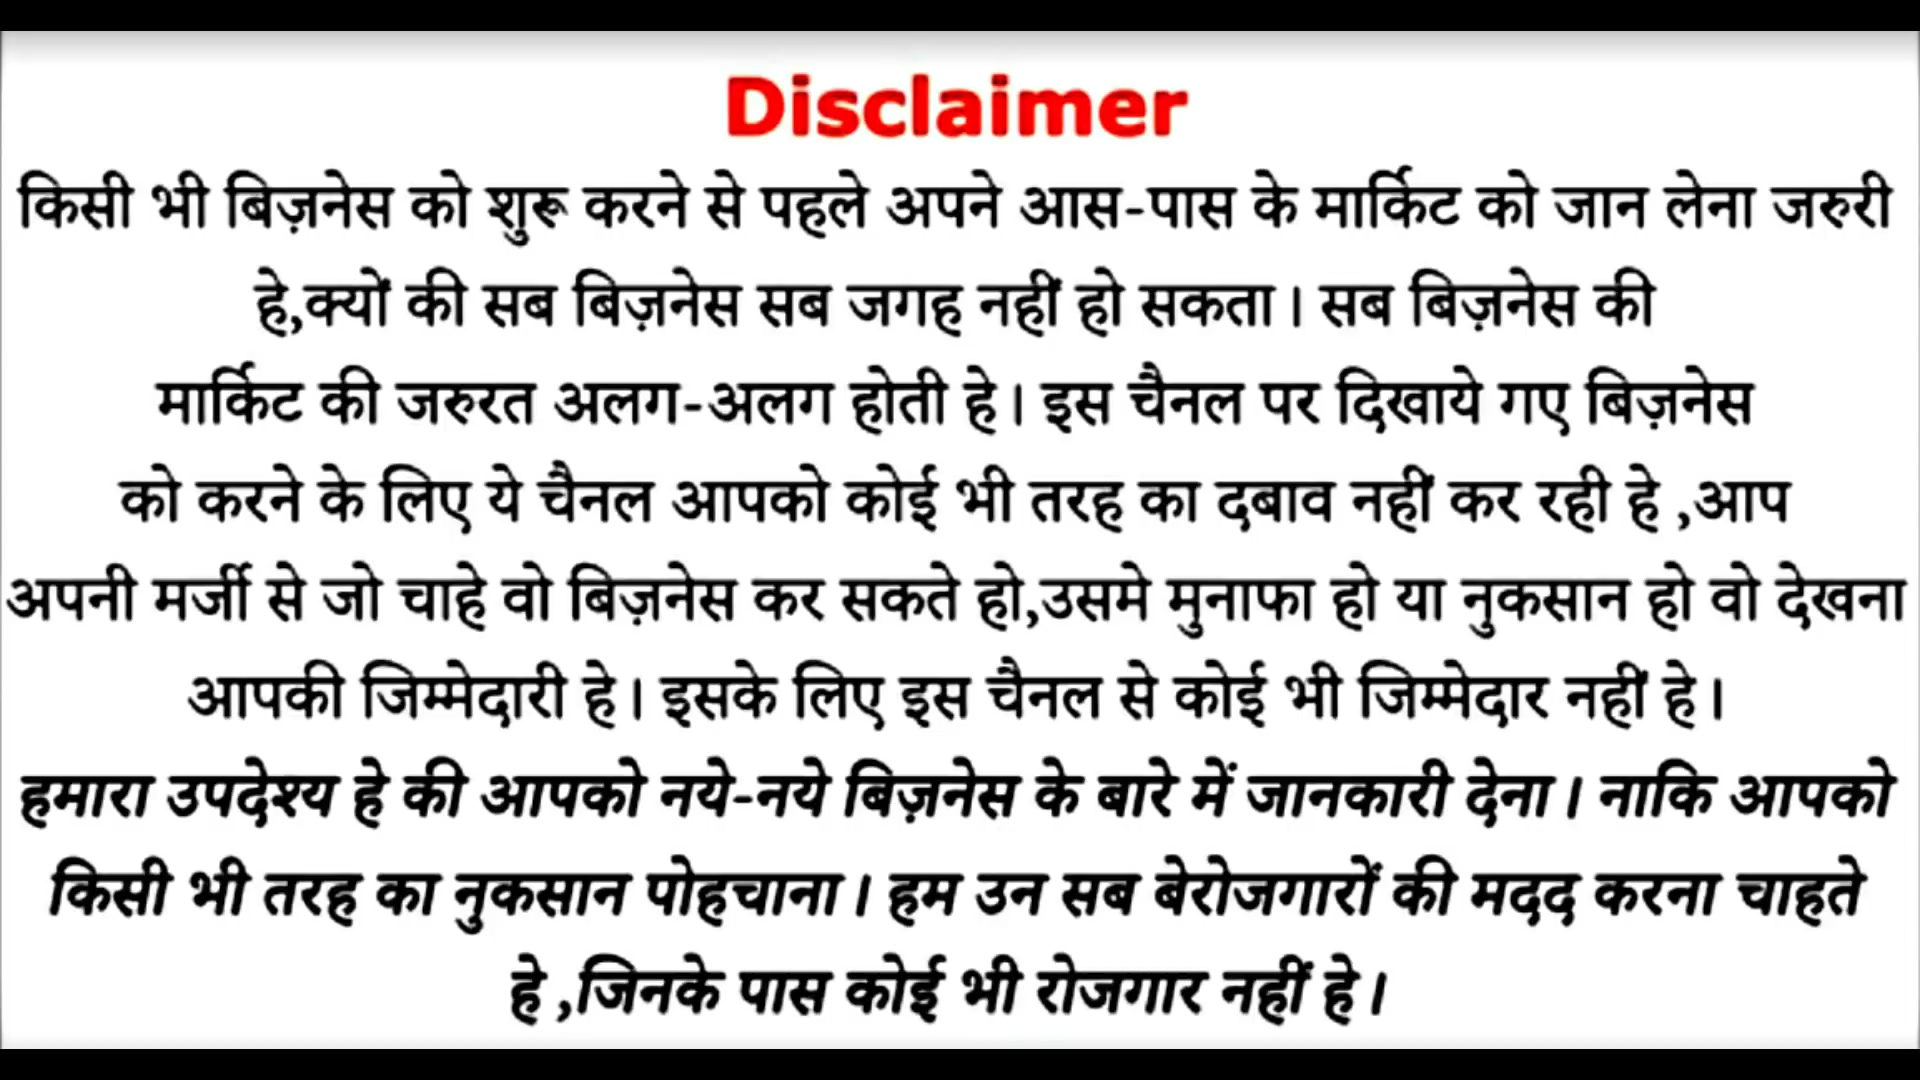 Disclaimer
किसी भी बिज़नेस को शुरू करने से पहले अपने आस-पास के मार्किट को जान लेना जरुरी
हे,क्यों की सब बिज़नेस सब जगह नहीं हो सकता। सब बिज़नेस की
मार्किट की जरुरत अलग-अलग होती हे। इस चैनल पर दिखाये गए बिज़नेस
को करने के लिए ये चैनल आपको कोई भी तरह का दबाव नहीं कर रही हे ,आप
अपनी मर्जी से जो चाहे वो बिज़नेस कर सकते हो,उसमे मुनाफा हो या नुकसान हो वो देखना
आपकी जिम्मेदारी हे। इसके लिए इस चैनल से कोई भी जिम्मेदार नहीं हे।
हमारा उपदेश्य हे की आपको नये-नये बिज़नेस के बारे में जानकारी देना। नाकि आपको
किसी भी तरह का नुकसान पोहचाना। हम उन सब बेरोजगारों की मदद करना चाहते
हे ,जिनके पास कोई भी रोजगार नहीं हे।